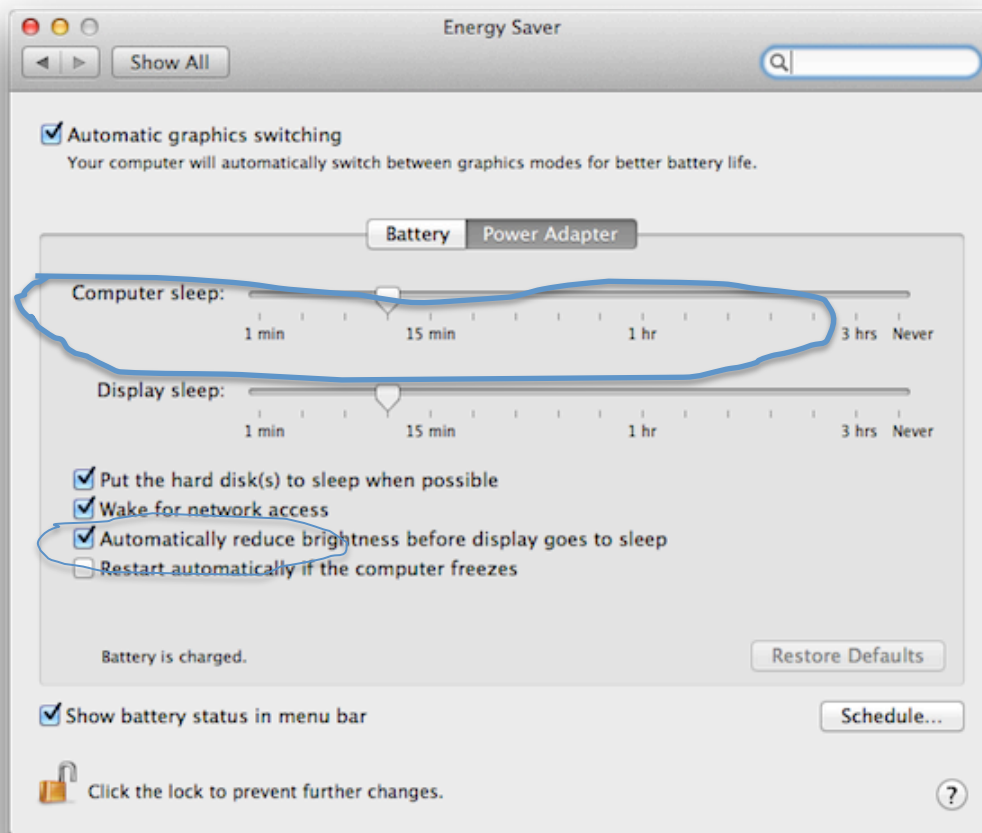 Energy Saver
Show All
Automatic graphics switching
Your computer will automatically switch between graphics modes for better battery life.
Battery Power Adapter
Computer sleep:
1 min 15 min 1 hr 3 hrs Never
Display sleep:
1 min 15 min 1 hr 3 hrs Never
Put the hard disk(s) to sleep when possible
Wake for network access
Automatically reduce brightness before display goes to sleep
Restart automatically if the computer freezes
Battery is charged.
Restore Defaults
Show battery status in menu bar
Schedule...
Click the lock to prevent further changes.
?